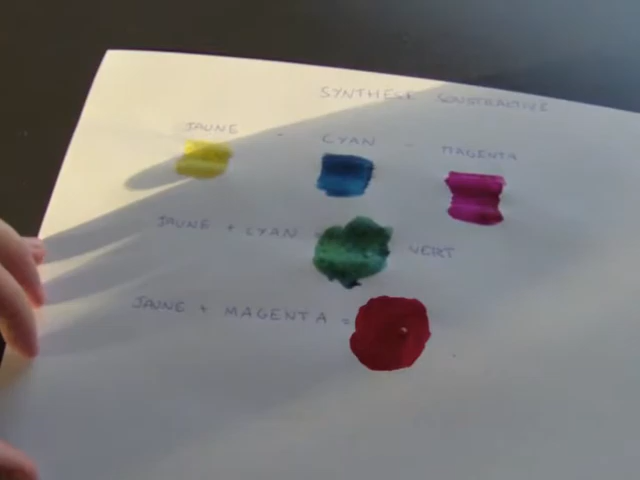 SYNTHESE SOUSTRACTIVE
JAUNE - CYAN - MAGENTA
JAUNE + CYAN VERT
JAUNE + MAGENTA =